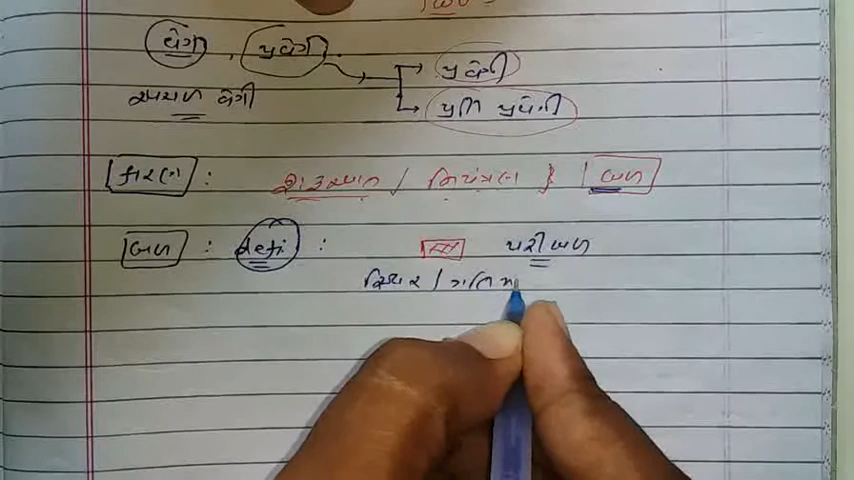 વેગ , પ્રવેગ . → પ્રવેગ
અચળ વેગ → પ્રતિ પ્રવેગ
કારણ : / નિયંત્રણ } બળ
બળ : defi : પરીબળ
સ્થિર / ગતિમ